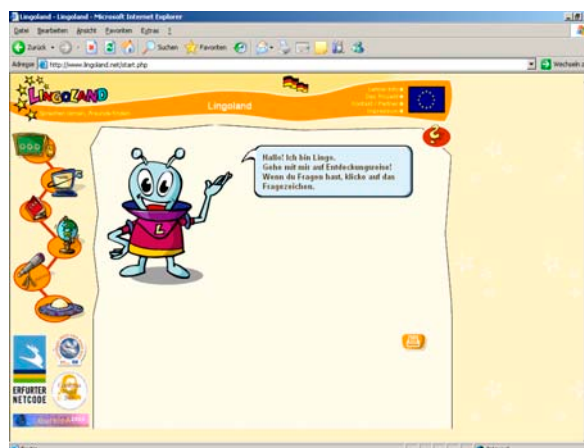 Lingoland - Lingoland - Microsoft Internet Explorer
Datei Bearbeiten Ansicht Favoriten Extras ?
Zurück Suchen Favoriten
Adresse http://www.lingoland.net/start.php Wechseln zu
LINGOLAND
Lingoland
Hallo! Ich bin Lingo.
Gehe mit mir auf Entdeckungsreise!
Wenn du Fragen hast, klicke auf das
Fragezeichen.
L
?
ERFURTER
NETCODE